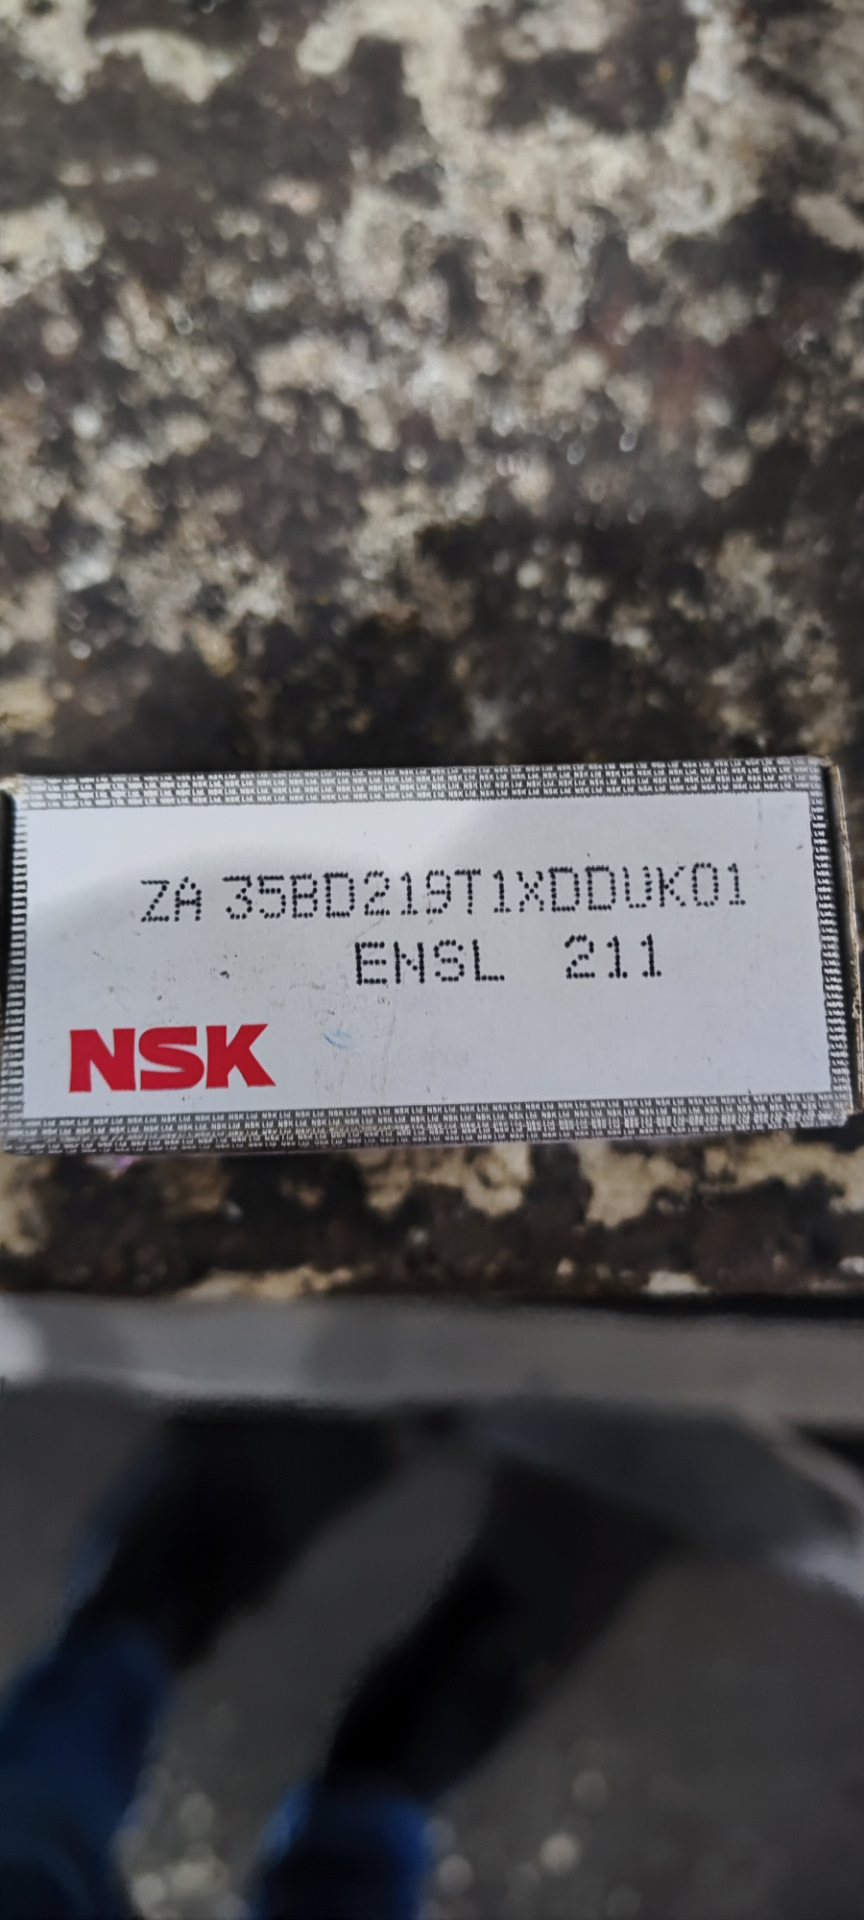 ZA 35BD219T1XDDUK01
ENSL 211
NSK